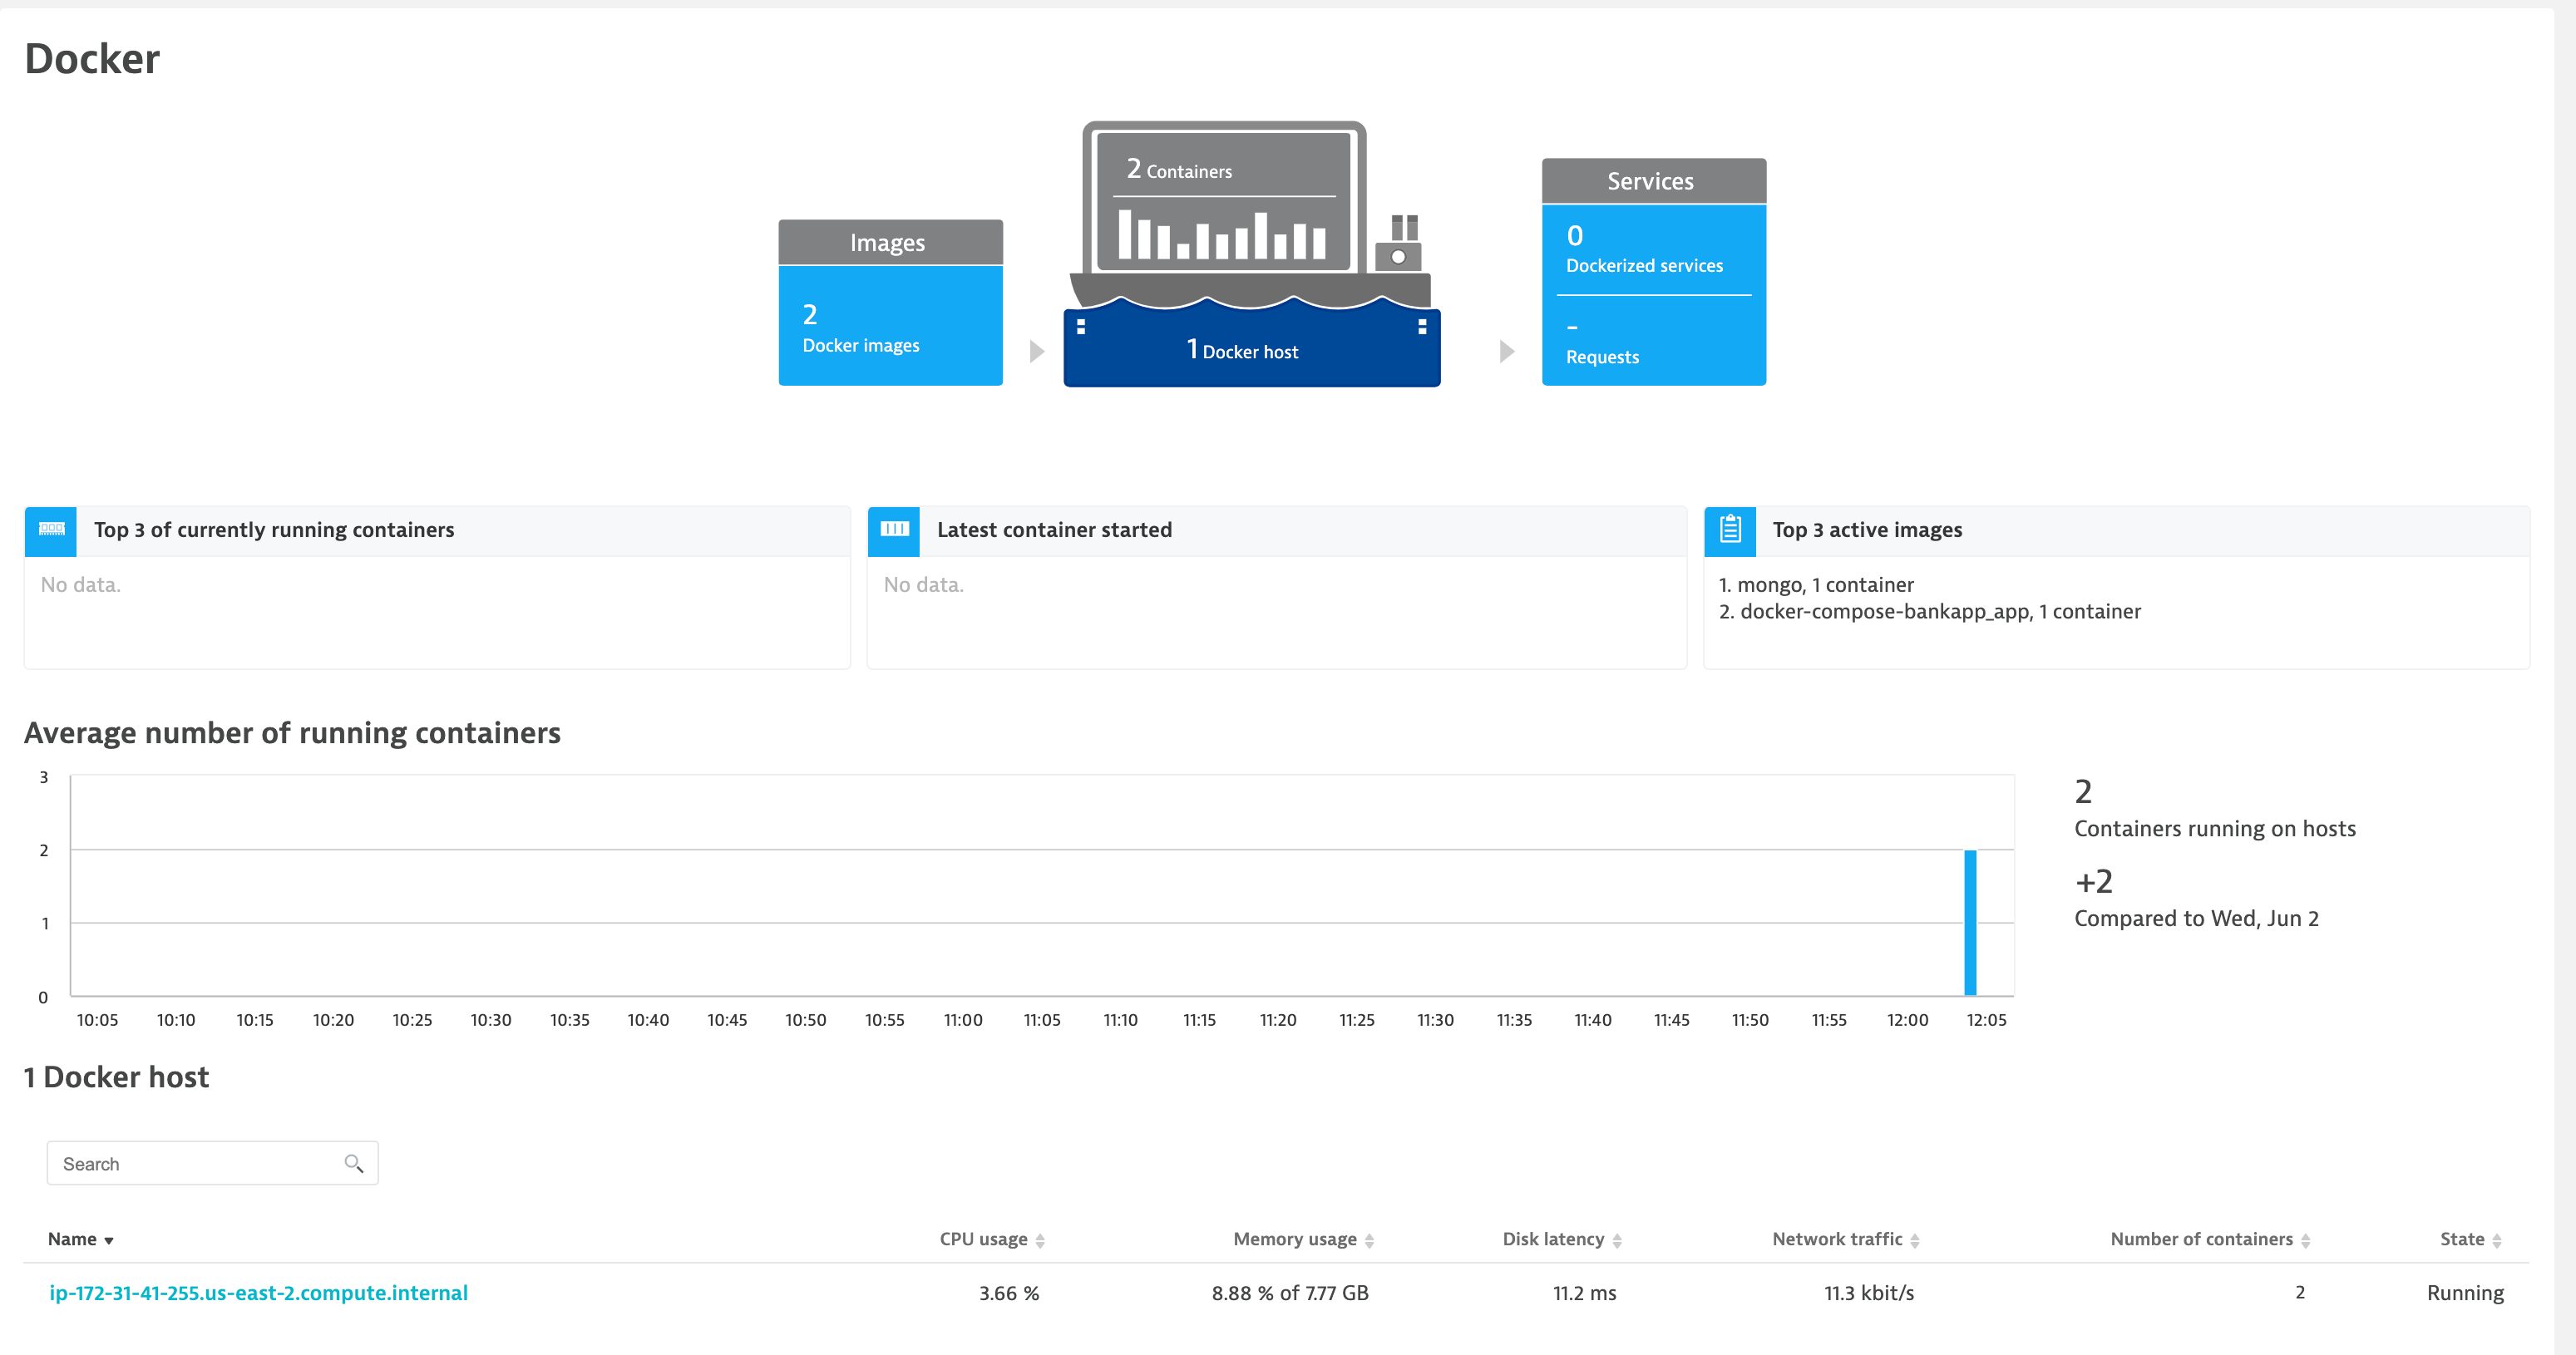 Docker
2 Containers
Services
Images
0
Dockerized services
2
Docker images
-
Requests
1 Docker host
Top 3 of currently running containers
No data.
Latest container started
No data.
Top 3 active images
1. mongo, 1 container
2. docker-compose-bankapp_app, 1 container
Average number of running containers
3
2
1
0
10:05 10:10 10:15 10:20 10:25 10:30 10:35 10:40 10:45 10:50 10:55 11:00 11:05 11:10 11:15 11:20 11:25 11:30 11:35 11:40 11:45 11:50 11:55 12:00 12:05
2
Containers running on hosts
+2
Compared to Wed, Jun 2
1 Docker host
Search
Name CPU usage Memory usage Disk latency Network traffic Number of containers State
ip-172-31-41-255.us-east-2.compute.internal 3.66 % 8.88 % of 7.77 GB 11.2 ms 11.3 kbit/s 2 Running